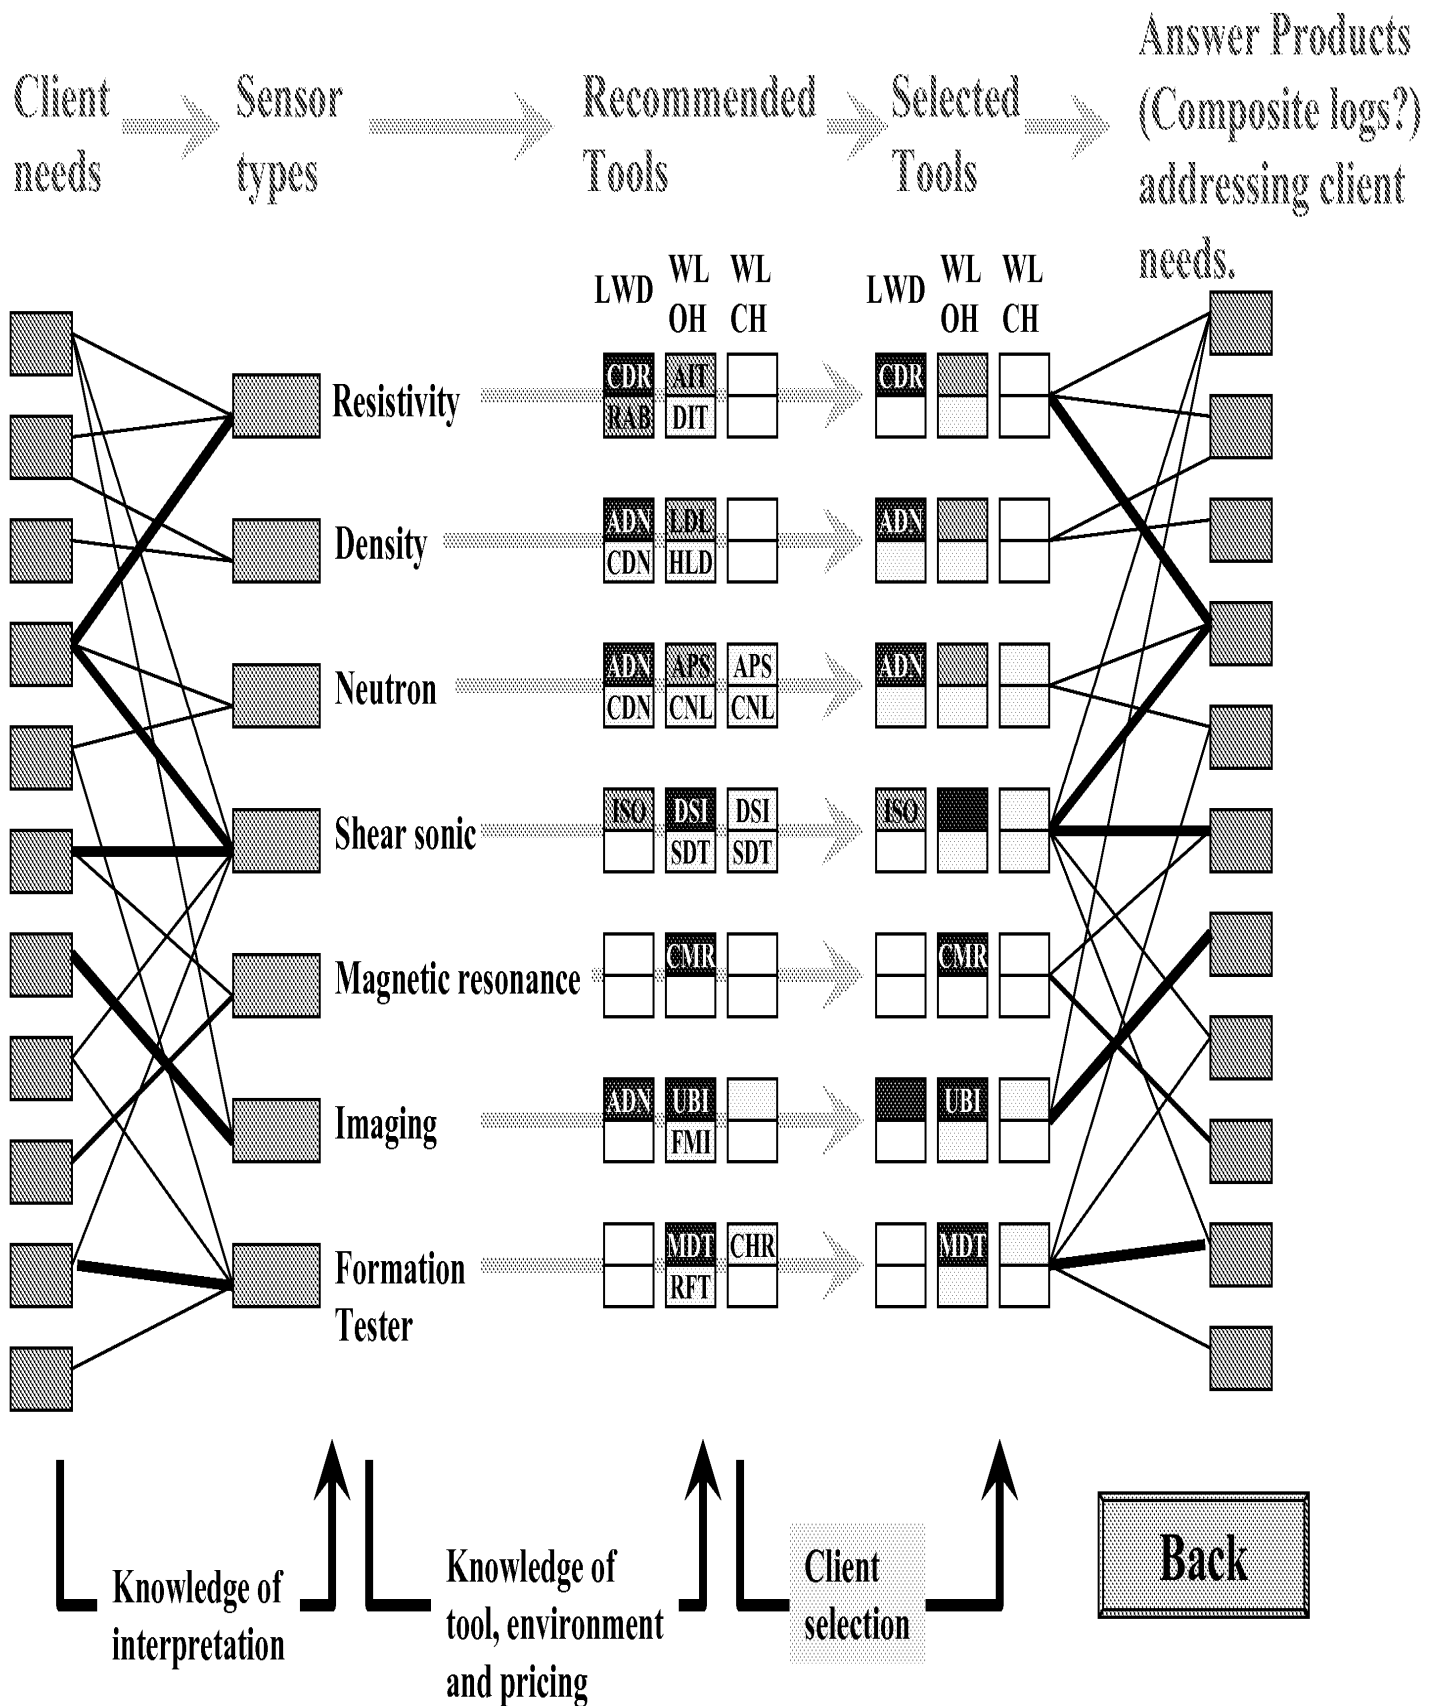 Client
needs
Sensor
types
Recommended
Tools
Selected
Tools
Answer Products
(Composite logs?)
addressing client
needs.
LWD
WL
OH
WL
CH
LWD
WL
OH
WL
CH
Resistivity
CDR
AIT
CDR
RAB
DIT
Density
ADN
LDL
ADN
CDN
HLD
Neutron
ADN
APS
APS
ADN
CDN
CNL
CNL
Shear sonic
ISO
DSI
DSI
ISO
SDT
SDT
Magnetic resonance
CMR
CMR
Imaging
ADN
UBI
UBI
FMI
Formation
Tester
MDT
CHR
MDT
RFT
Knowledge of
interpretation
Knowledge of
tool, environment
and pricing
Client
selection
Back